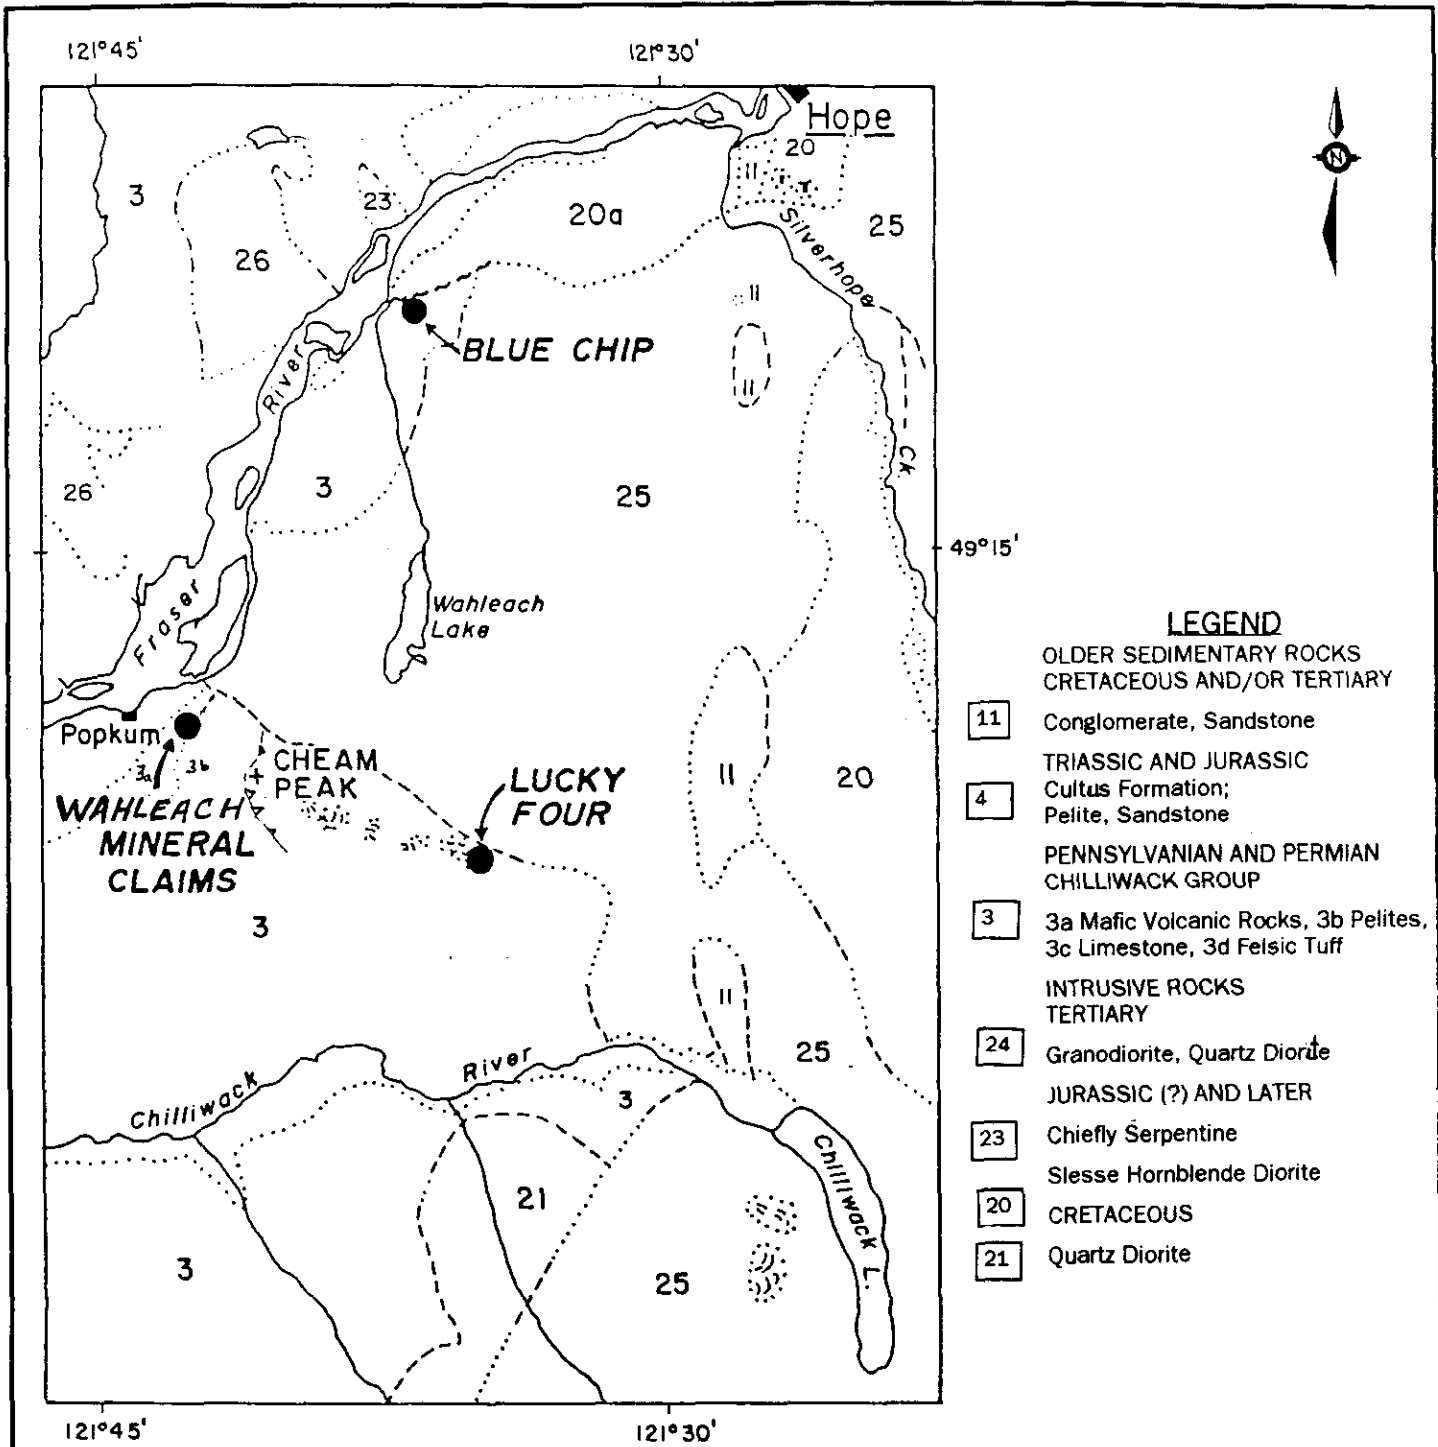 121°45'
121°30'
Hope
20
11
T
3
23
20a
25
Silverhope
Ck.
26
11
BLUE CHIP
11
River
3
25
26
49°15'
Fraser
Wahleach
Lake
Popkum
3a
3b
CHEAM
PEAK
LUCKY
FOUR
11
20
WAHLEACH
MINERAL
CLAIMS
3
11
25
River
Chilliwack
3
Chilliwack L.
21
3
25
121°45'
121°30'
N
LEGEND
OLDER SEDIMENTARY ROCKS
CRETACEOUS AND/OR TERTIARY
11 Conglomerate, Sandstone
TRIASSIC AND JURASSIC
4 Cultus Formation;
Pelite, Sandstone
PENNSYLVANIAN AND PERMIAN
CHILLIWACK GROUP
3 3a Mafic Volcanic Rocks, 3b Pelites,
3c Limestone, 3d Felsic Tuff
INTRUSIVE ROCKS
TERTIARY
24 Granodiorite, Quartz Diorite
JURASSIC (?) AND LATER
23 Chiefly Serpentine
Slesse Hornblende Diorite
20 CRETACEOUS
21 Quartz Diorite